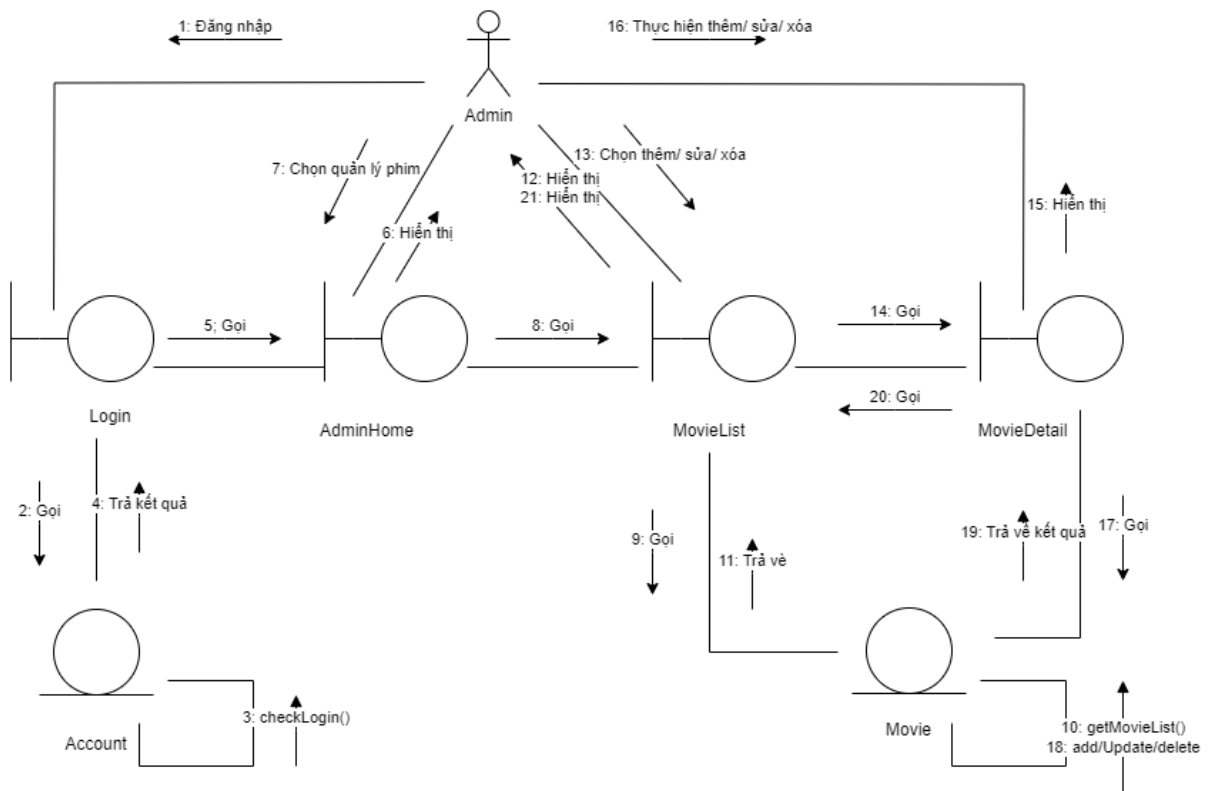 1: Đăng nhập
16: Thực hiện thêm/ sửa/ xóa
Admin
7: Chọn quản lý phim
13: Chọn thêm/ sửa/ xóa
12: Hiển thị
21: Hiển thị
6: Hiển thị
15: Hiển thị
5; Gọi
8: Gọi
14: Gọi
20: Gọi
Login
AdminHome
MovieList
MovieDetail
2: Gọi
4: Trả kết quả
9: Gọi
11: Trả vè
19: Trả về kết quả
17: Gọi
3: checkLogin()
Account
Movie
10: getMovieList()
18: add/Update/delete